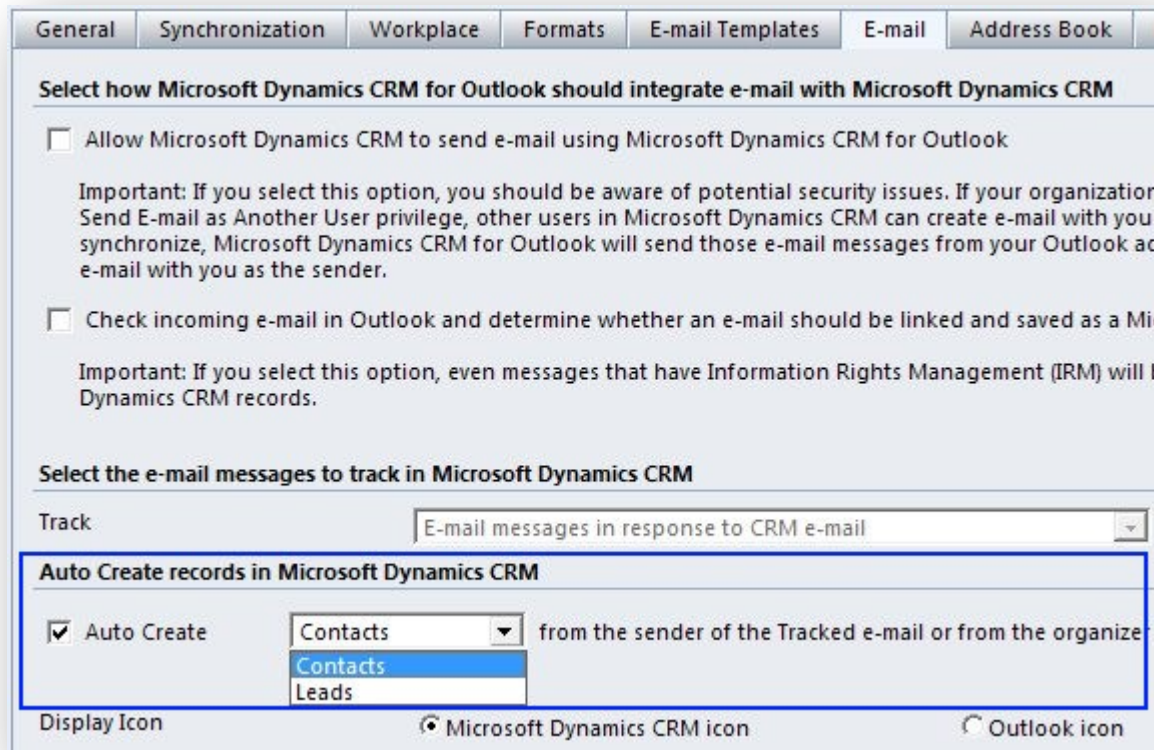 General Synchronization Workplace Formats E-mail Templates E-mail Address Book
Select how Microsoft Dynamics CRM for Outlook should integrate e-mail with Microsoft Dynamics CRM
Allow Microsoft Dynamics CRM to send e-mail using Microsoft Dynamics CRM for Outlook
Important: If you select this option, you should be aware of potential security issues. If your organization
Send E-mail as Another User privilege, other users in Microsoft Dynamics CRM can create e-mail with you
synchronize, Microsoft Dynamics CRM for Outlook will send those e-mail messages from your Outlook
e-mail with you as the sender.
Check incoming e-mail in Outlook and determine whether an e-mail should be linked and saved as a
Important: If you select this option, even messages that have Information Rights Management (IRM) will
Dynamics CRM records.
Select the e-mail messages to track in Microsoft Dynamics CRM
Track E-mail messages in response to CRM e-mail
Auto Create records in Microsoft Dynamics CRM
Auto Create Contacts from the sender of the Tracked e-mail or from the organizer
Contacts
Leads
Display Icon Microsoft Dynamics CRM icon Outlook icon